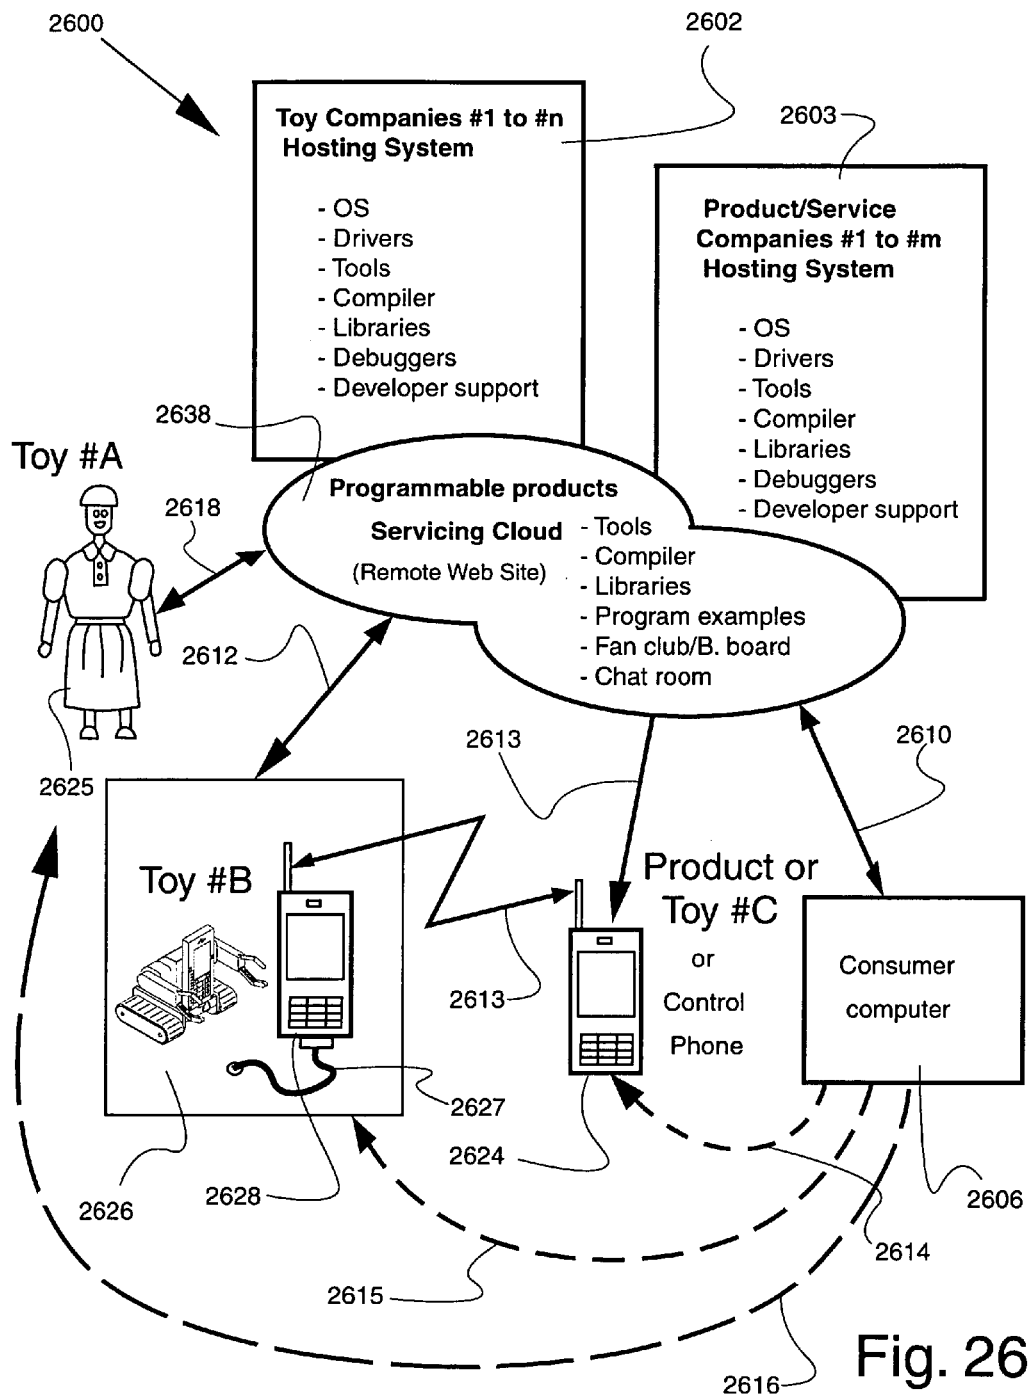 2600
2602
Toy Companies #1 to #n
Hosting System
- OS
- Drivers
- Tools
- Compiler
- Libraries
- Debuggers
- Developer support
2603
Product/Service
Companies #1 to #m
Hosting System
- OS
- Drivers
- Tools
- Compiler
- Libraries
- Debuggers
- Developer support
2638
Toy #A
2618
Programmable products
Servicing Cloud
(Remote Web Site)
- Tools
- Compiler
- Libraries
- Program examples
- Fan club/B. board
- Chat room
2612
2625
2613
2610
Toy #B
Product or
Toy #C
or
Control
Phone
Consumer
computer
2613
2627
2624
2626
2628
2606
2614
2615
2616
Fig. 26